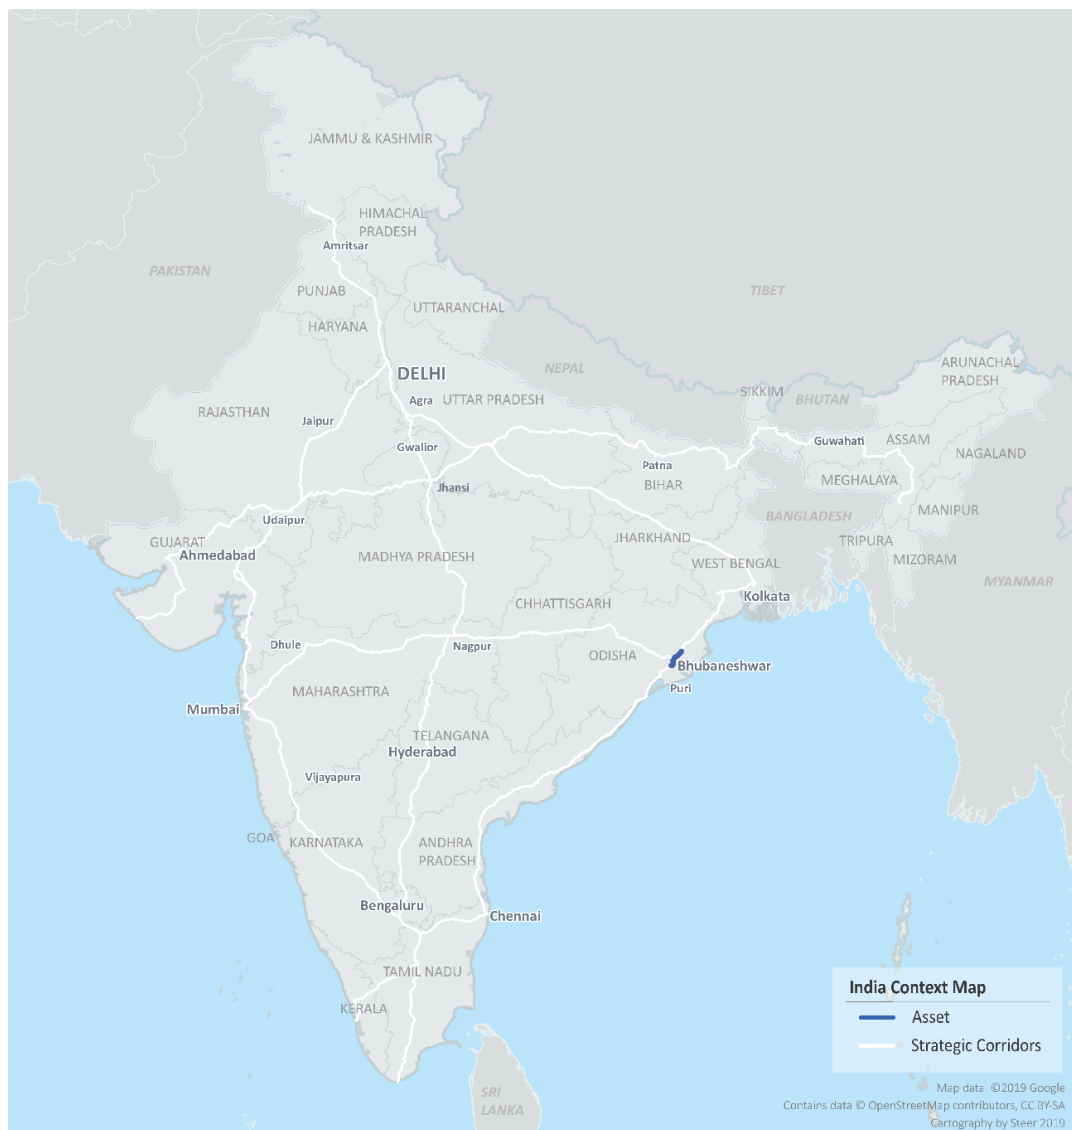 JAMMU & KASHMIR
HIMACHAL
PRADESH
Amritsar
PAKISTAN
PUNJAB
TIBET
UTTARANCHAL
HARYANA
ARUNACHAL
PRADESH
NEPAL
DELHI
SIKKIM
BHUTAN
Agra
UTTAR PRADESH
RAJASTHAN
Jaipur
Guwahati
ASSAM
Gwalior
NAGALAND
Patna
BIHAR
MEGHALAYA
Jhansi
MANIPUR
Udaipur
BANGLADESH
GUJARAT
JHARKHAND
TRIPURA
Ahmedabad
MADHYA PRADESH
WEST BENGAL
MIZORAM
MYANMAR
Kolkata
CHHATTISGARH
Dhule
Nagpur
ODISHA
Bhubaneshwar
Puri
MAHARASHTRA
Mumbai
TELANGANA
Hyderabad
Vijayapura
GOA
KARNATAKA
ANDHRA
PRADESH
Bengaluru
Chennai
TAMIL NADU
KERALA
SRI
LANKA
India Context Map
Asset
Strategic Corridors
Map data ©2019 Google
Contains data © OpenStreetMap contributors, CC BY-SA
Cartography by Steer 2019